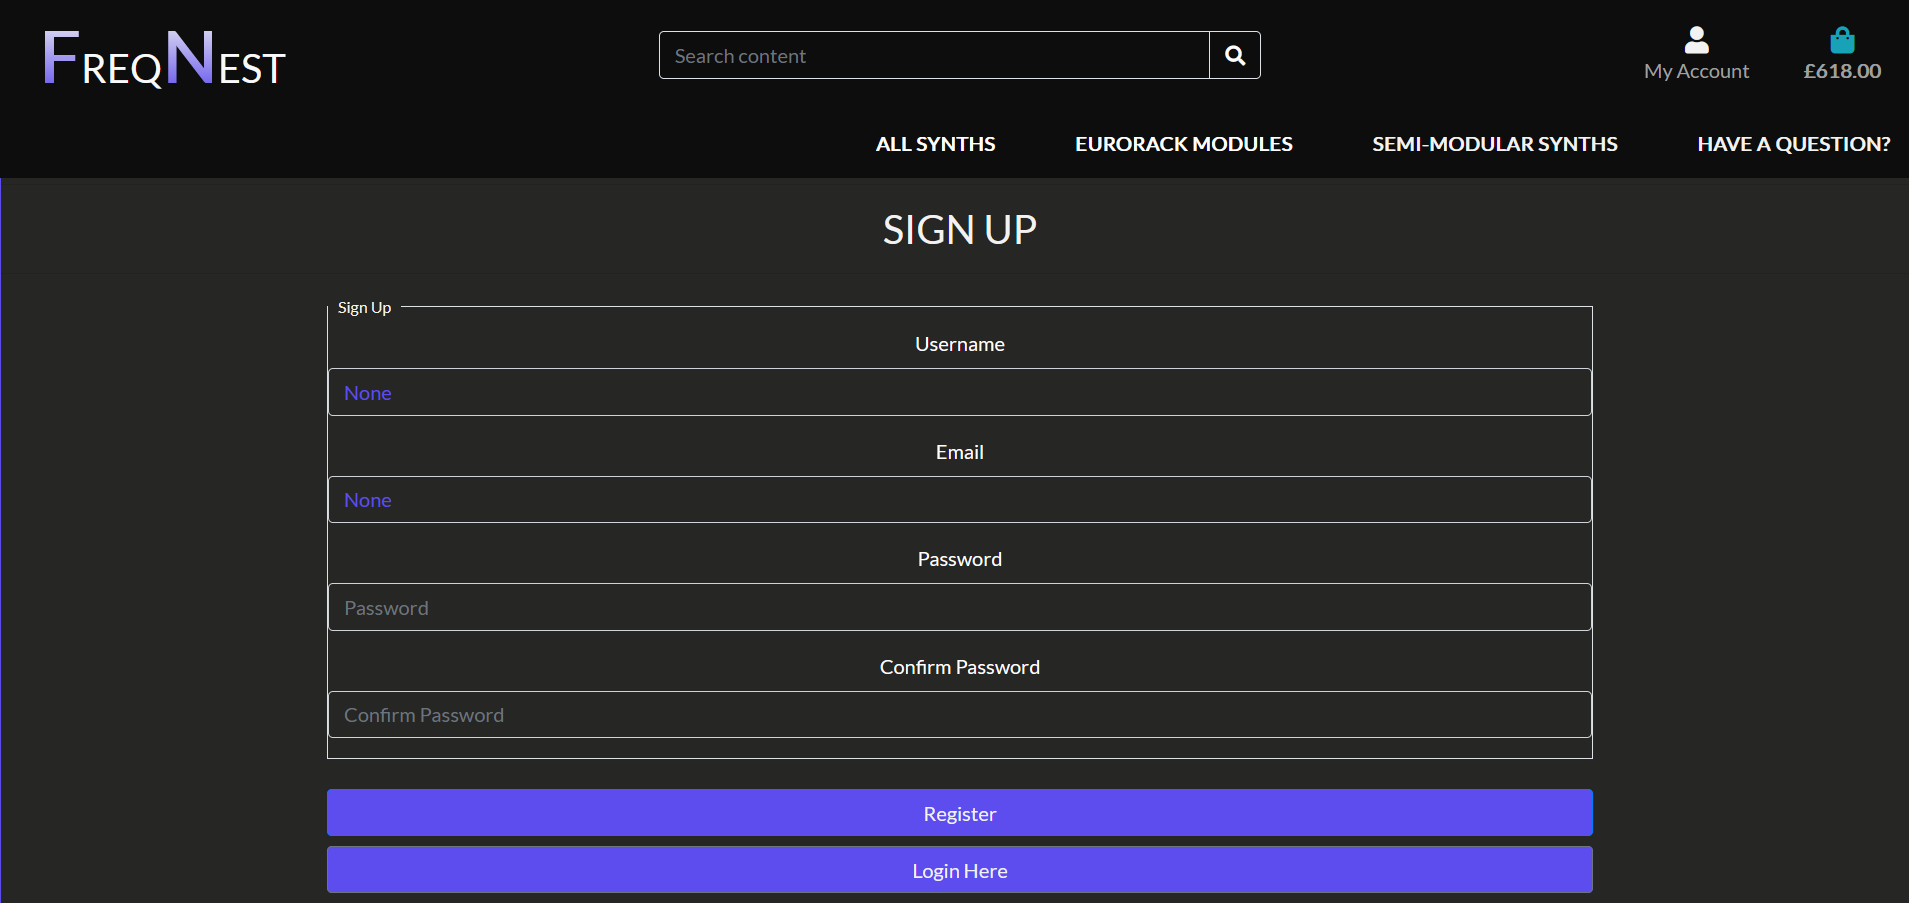 FREQNEST
Search content
My Account
£618.00
ALL SYNTHS
EURORACK MODULES
SEMI-MODULAR SYNTHS
HAVE A QUESTION?
SIGN UP
Sign Up
Username
None
Email
None
Password
Password
Confirm Password
Confirm Password
Register
Login Here